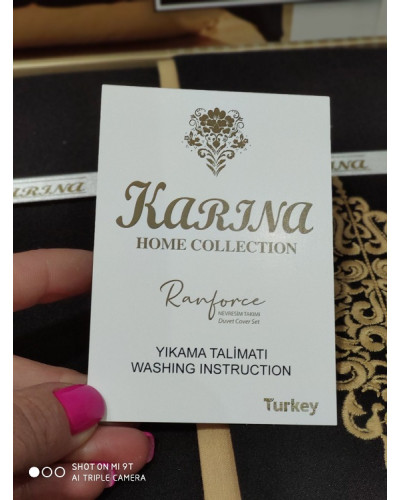 KARINA
KARINA
HOME COLLECTION
Ranforce
NEVRESİM TAKIMI
Duvet Cover Set
YIKAMA TALİMATI
WASHING INSTRUCTION
Turkey
SHOT ON MI 9T
AI TRIPLE CAMERA